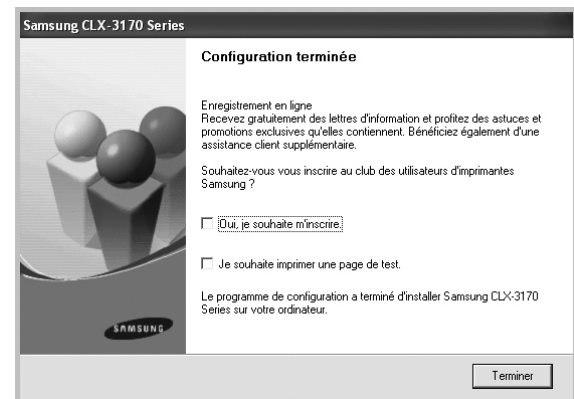 Samsung CLX-3170 Series
Configuration terminée
Enregistrement en ligne
Recevez gratuitement des lettres d'information et profitez des astuces et
promotions exclusives qu'elles contiennent. Bénéficiez également d'une
assistance client supplémentaire.
Souhaitez-vous vous inscrire au club des utilisateurs d'imprimantes
Samsung ?
Oui, je souhaite m'inscrire.
Je souhaite imprimer une page de test.
Le programme de configuration a terminé d'installer Samsung CLX-3170
Series sur votre ordinateur.
SAMSUNG
Terminer